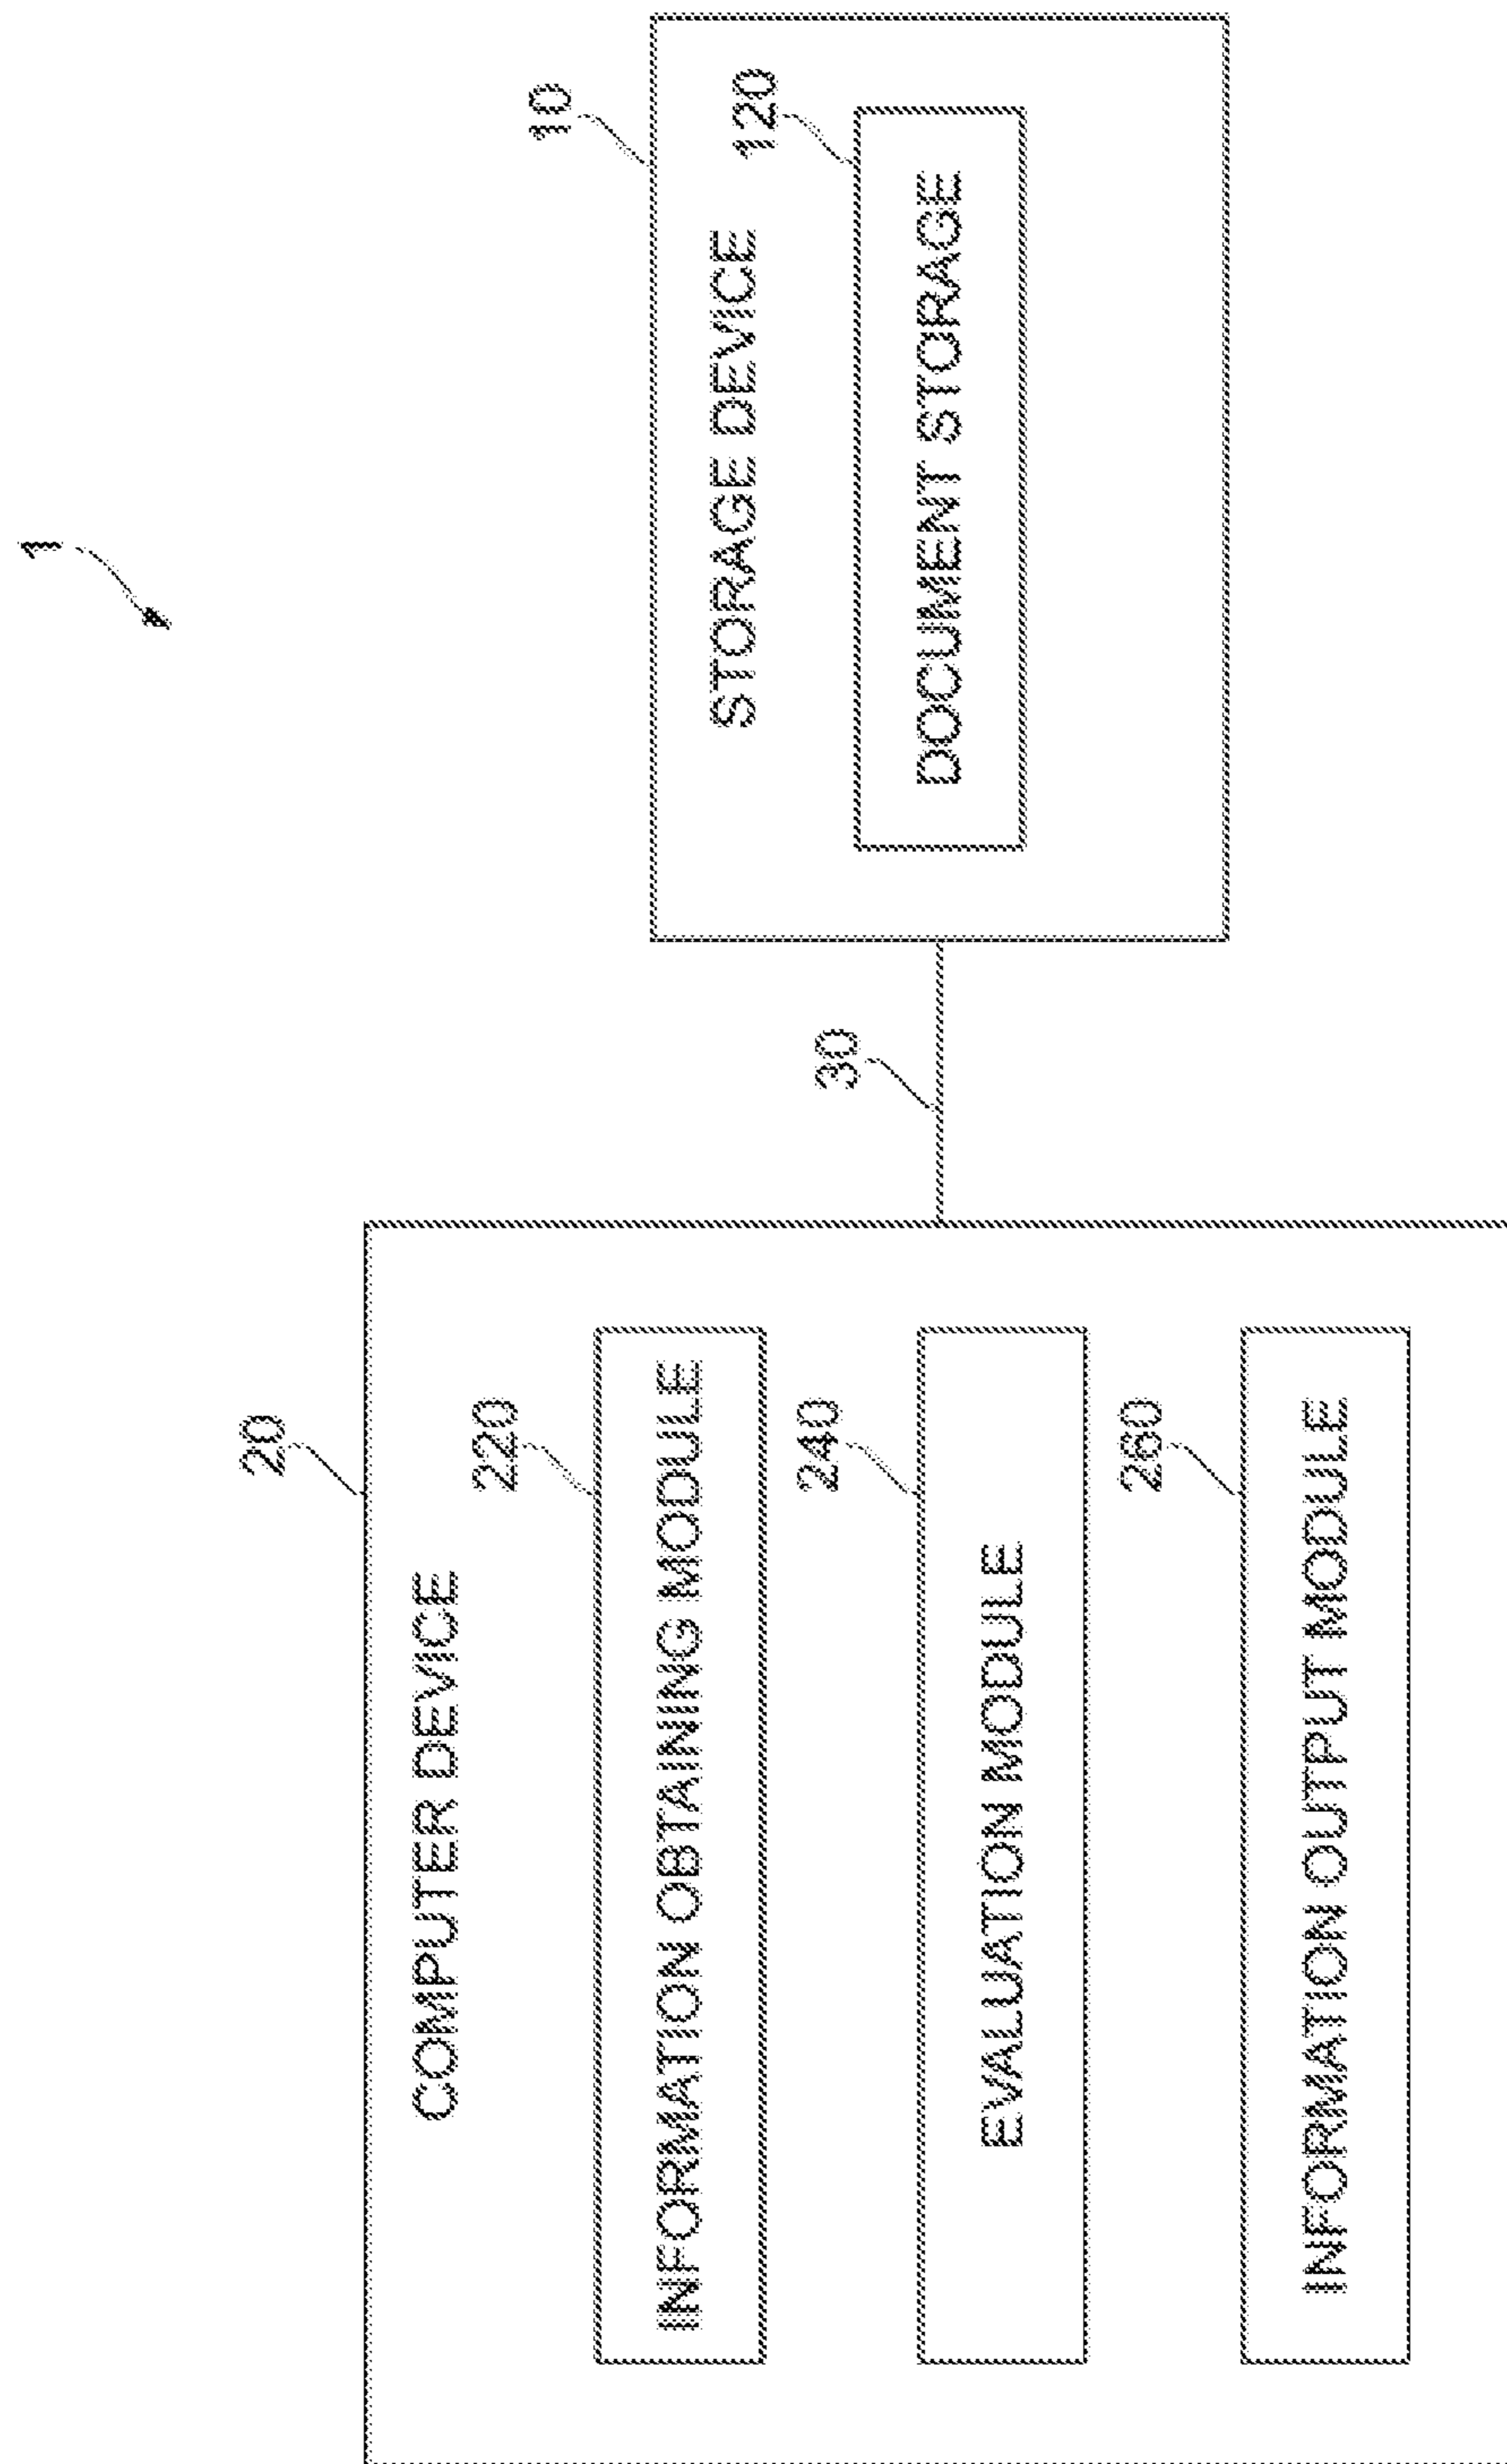 1
20
COMPUTER DEVICE
220
INFORMATION OBTAINING MODULE
240
EVALUATION MODULE
260
INFORMATION OUTPUT MODULE
30
10
STORAGE DEVICE
120
DOCUMENT STORAGE